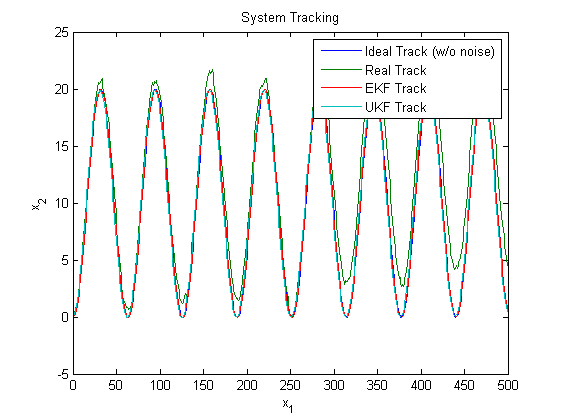 System Tracking
25
20
15
10
5
0
-5
x2
Ideal Track (w/o noise)
Real Track
EKF Track
UKF Track
0 50 100 150 200 250 300 350 400 450 500
x1